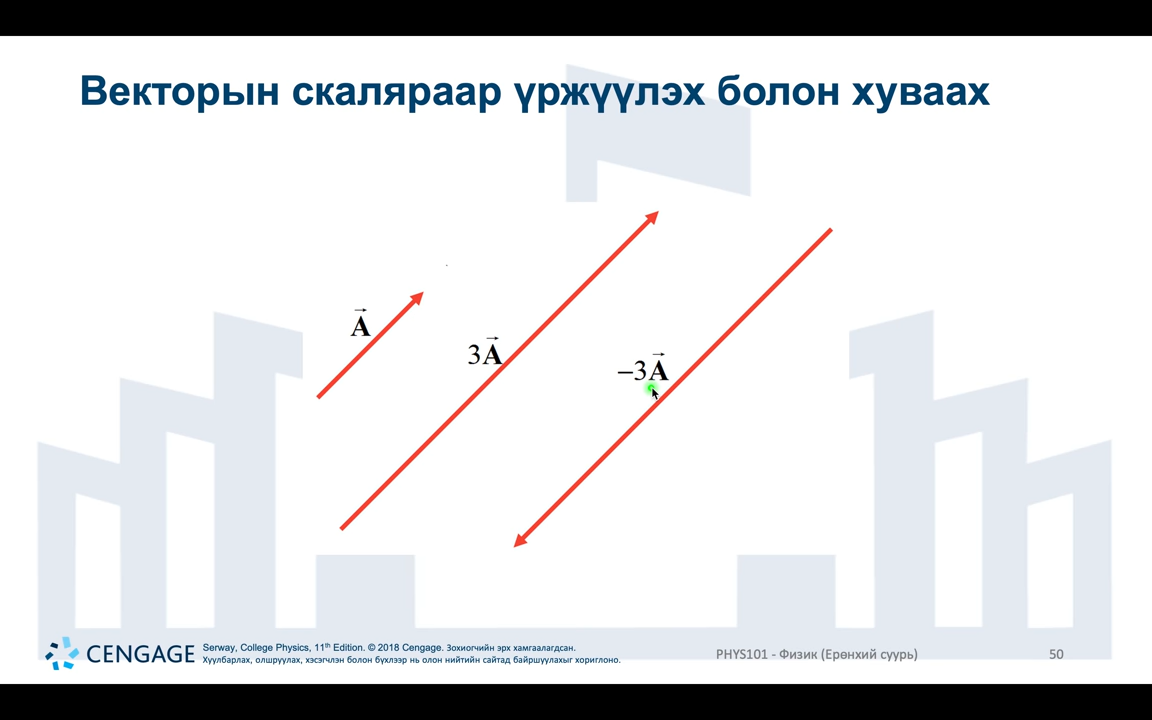 Векторын скаляраар үржүүлэх болон хуваах
A⃗
3A⃗
−3A⃗
CENGAGE
Serway, College Physics, 11th Edition. © 2018 Cengage. Зохиогчийн эрх хамгаалагдсан.
Хуулбарлах, олшруулах, хэсэгчлэн болон бүхлээр нь олон нийтийн сайтад байршуулахыг хориглоно.
PHYS101 - Физик (Ерөнхий суурь)
50